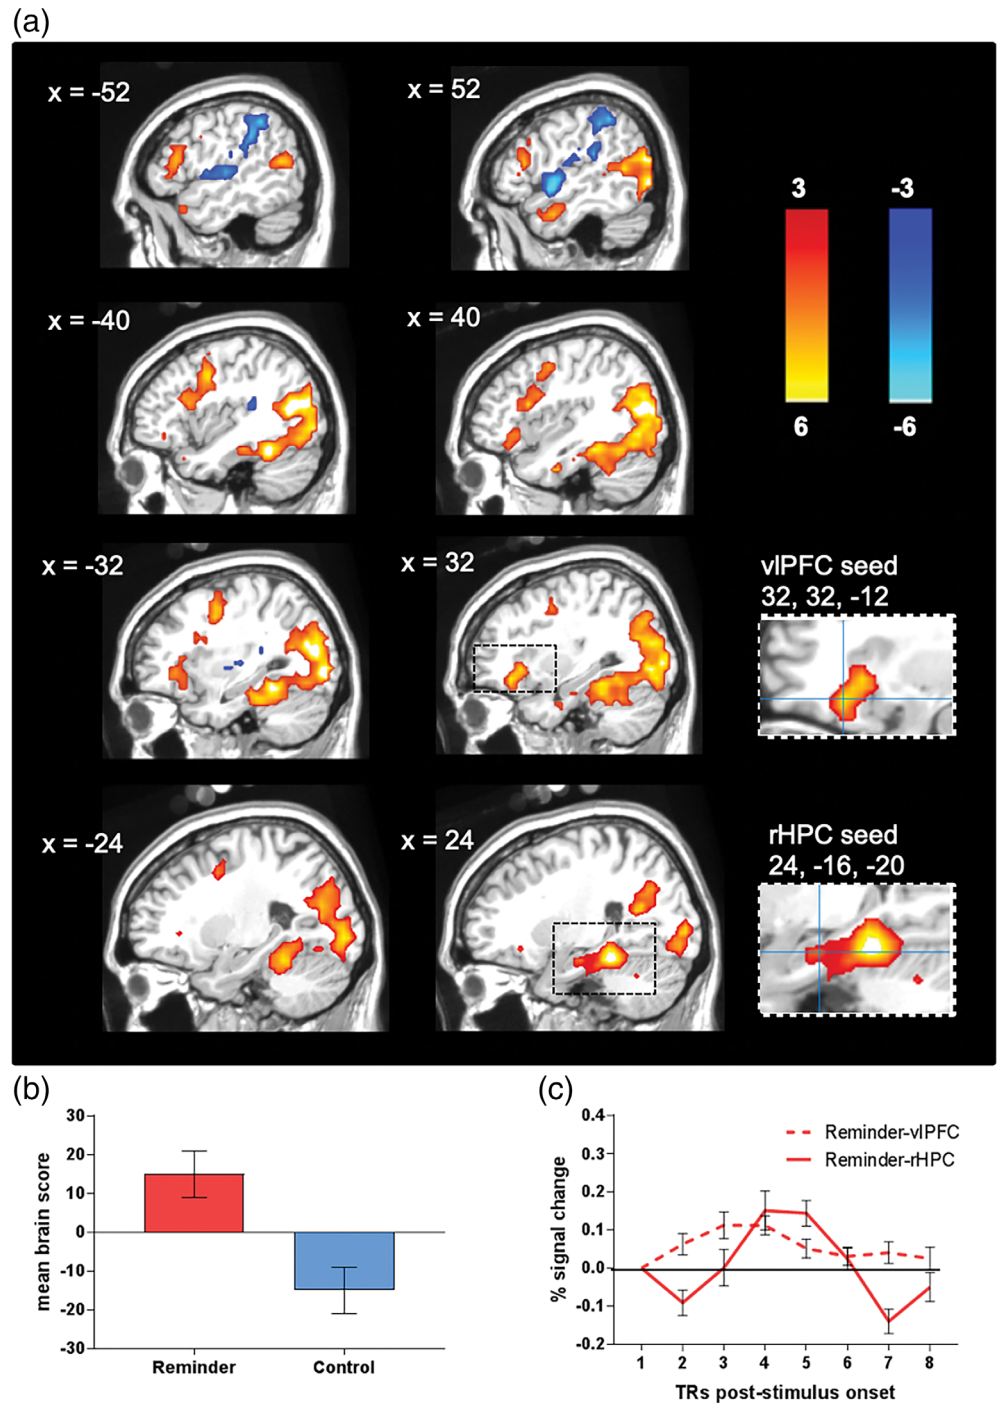 (a)
x = -52
x = 52
3
-3
x = -40
x = 40
6
-6
x = -32
x = 32
vlPFC seed
32, 32, -12
x = -24
x = 24
rHPC seed
24, -16, -20
(b)
30
20
10
0
-10
-20
-30
mean brain score
Reminder
Control
(c)
0.4
0.3
0.2
0.1
0.0
-0.1
-0.2
% signal change
Reminder-vlPFC
Reminder-rHPC
1 2 3 4 5 6 7 8
TRs post-stimulus onset